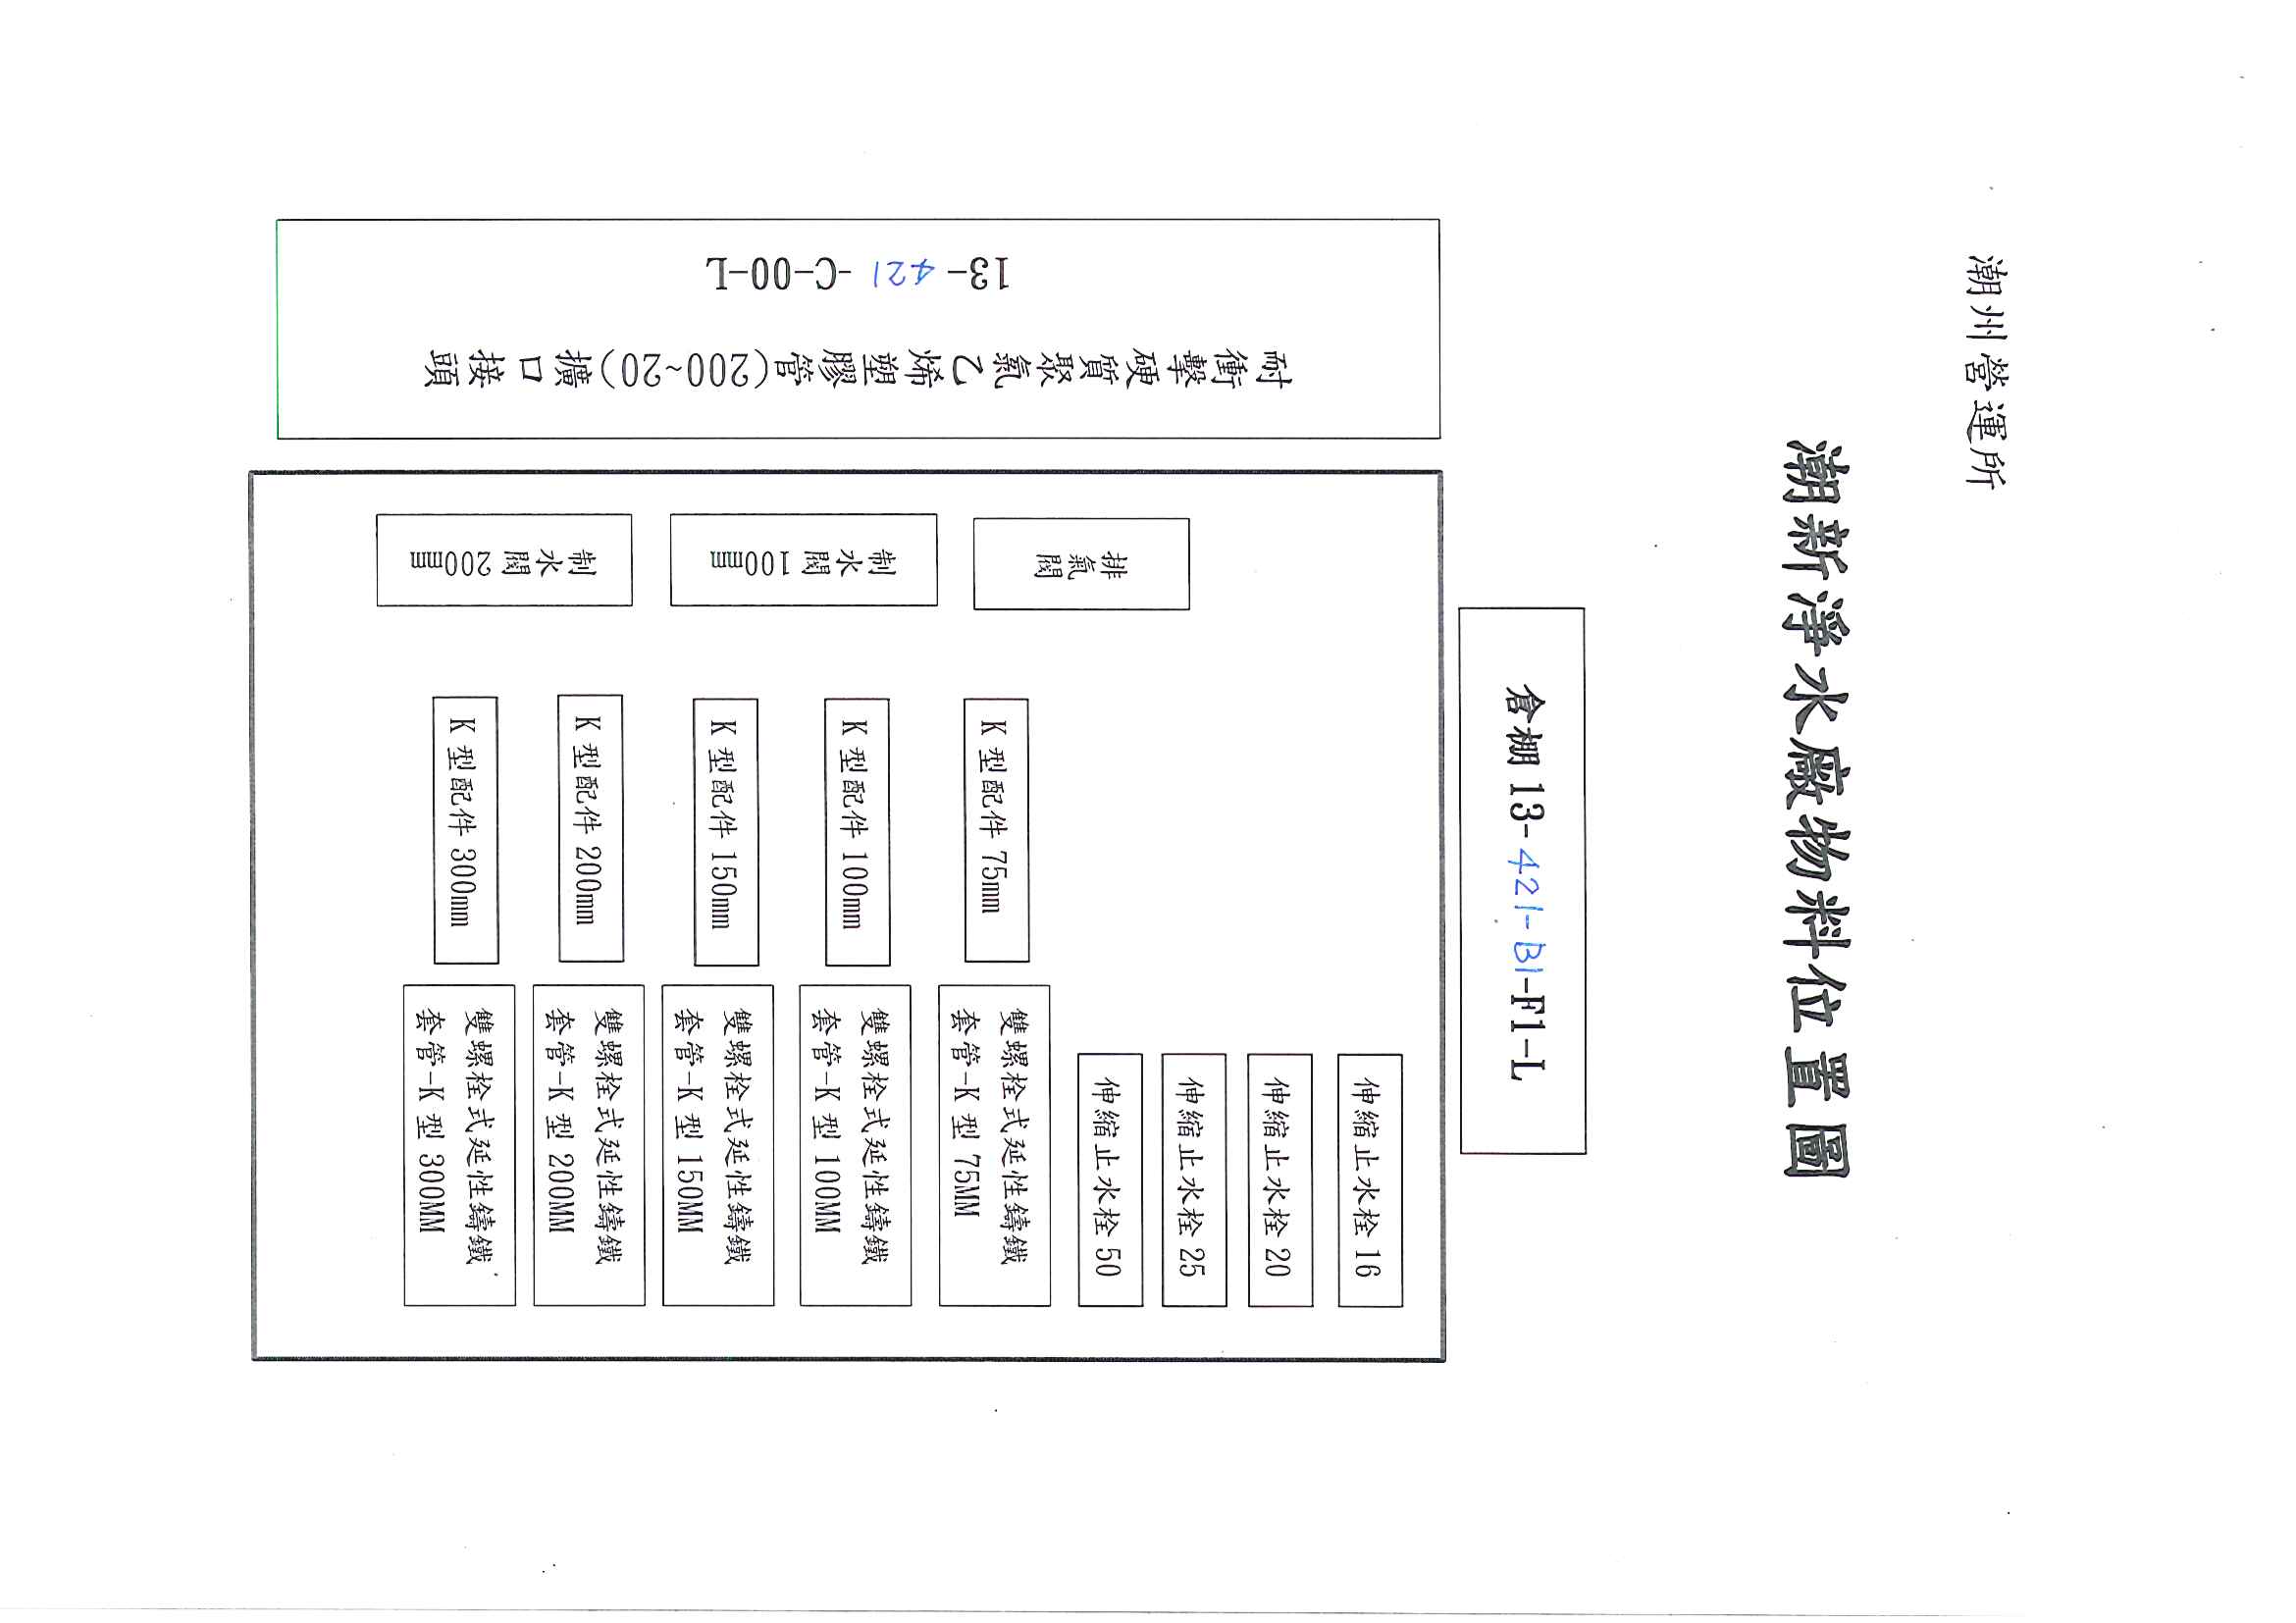 潮州營運所
潮新淨水廠物料位置圖
倉棚 13-421-B1-F1-L
耐衝擊硬質聚氯乙烯塑膠管(200~20)擴口接頭
13-421-C-00-L
伸縮止水栓 16
伸縮止水栓 20
伸縮止水栓 25
伸縮止水栓 50
排氣閥
制水閥 100mm
制水閥 200mm
K 型配件 75mm
雙螺栓式延性鑄鐵
套管-K 型 75MM
K 型配件 100mm
雙螺栓式延性鑄鐵
套管-K 型 100MM
K 型配件 150mm
雙螺栓式延性鑄鐵
套管-K 型 150MM
K 型配件 200mm
雙螺栓式延性鑄鐵
套管-K 型 200MM
K 型配件 300mm
雙螺栓式延性鑄鐵
套管-K 型 300MM